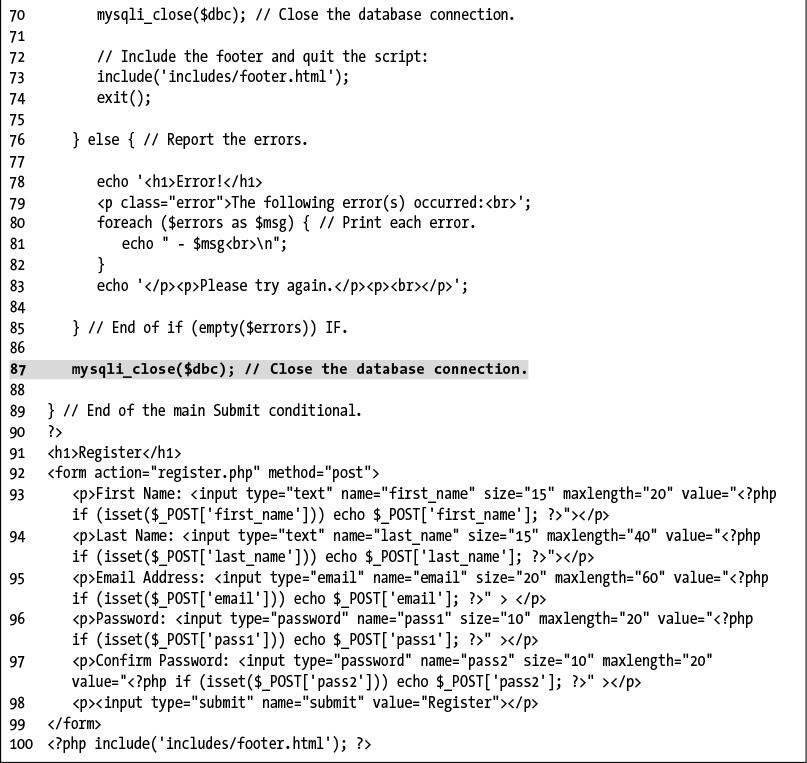 70 mysqli_close($dbc); // Close the database connection.
71
72 // Include the footer and quit the script:
73 include('includes/footer.html');
74 exit();
75
76 } else { // Report the errors.
77
78 echo '<h1>Error!</h1>
79 <p class="error">The following error(s) occurred:<br>';
80 foreach ($errors as $msg) { // Print each error.
81 echo " - $msg<br>\n";
82 }
83 echo '</p><p>Please try again.</p><p><br></p>';
84
85 } // End of if (empty($errors)) IF.
86
87 mysqli_close($dbc); // Close the database connection.
88
89 } // End of the main Submit conditional.
90 ?>
91 <h1>Register</h1>
92 <form action="register.php" method="post">
93 <p>First Name: <input type="text" name="first_name" size="15" maxlength="20" value="<?php
if (isset($_POST['first_name'])) echo $_POST['first_name']; ?>"></p>
94 <p>Last Name: <input type="text" name="last_name" size="15" maxlength="40" value="<?php
if (isset($_POST['last_name'])) echo $_POST['last_name']; ?>"></p>
95 <p>Email Address: <input type="email" name="email" size="20" maxlength="60" value="<?php
if (isset($_POST['email'])) echo $_POST['email']; ?>" > </p>
96 <p>Password: <input type="password" name="pass1" size="10" maxlength="20" value="<?php
if (isset($_POST['pass1'])) echo $_POST['pass1']; ?>" ></p>
97 <p>Confirm Password: <input type="password" name="pass2" size="10" maxlength="20"
value="<?php if (isset($_POST['pass2'])) echo $_POST['pass2']; ?>" ></p>
98 <p><input type="submit" name="submit" value="Register"></p>
99 </form>
100 <?php include('includes/footer.html'); ?>